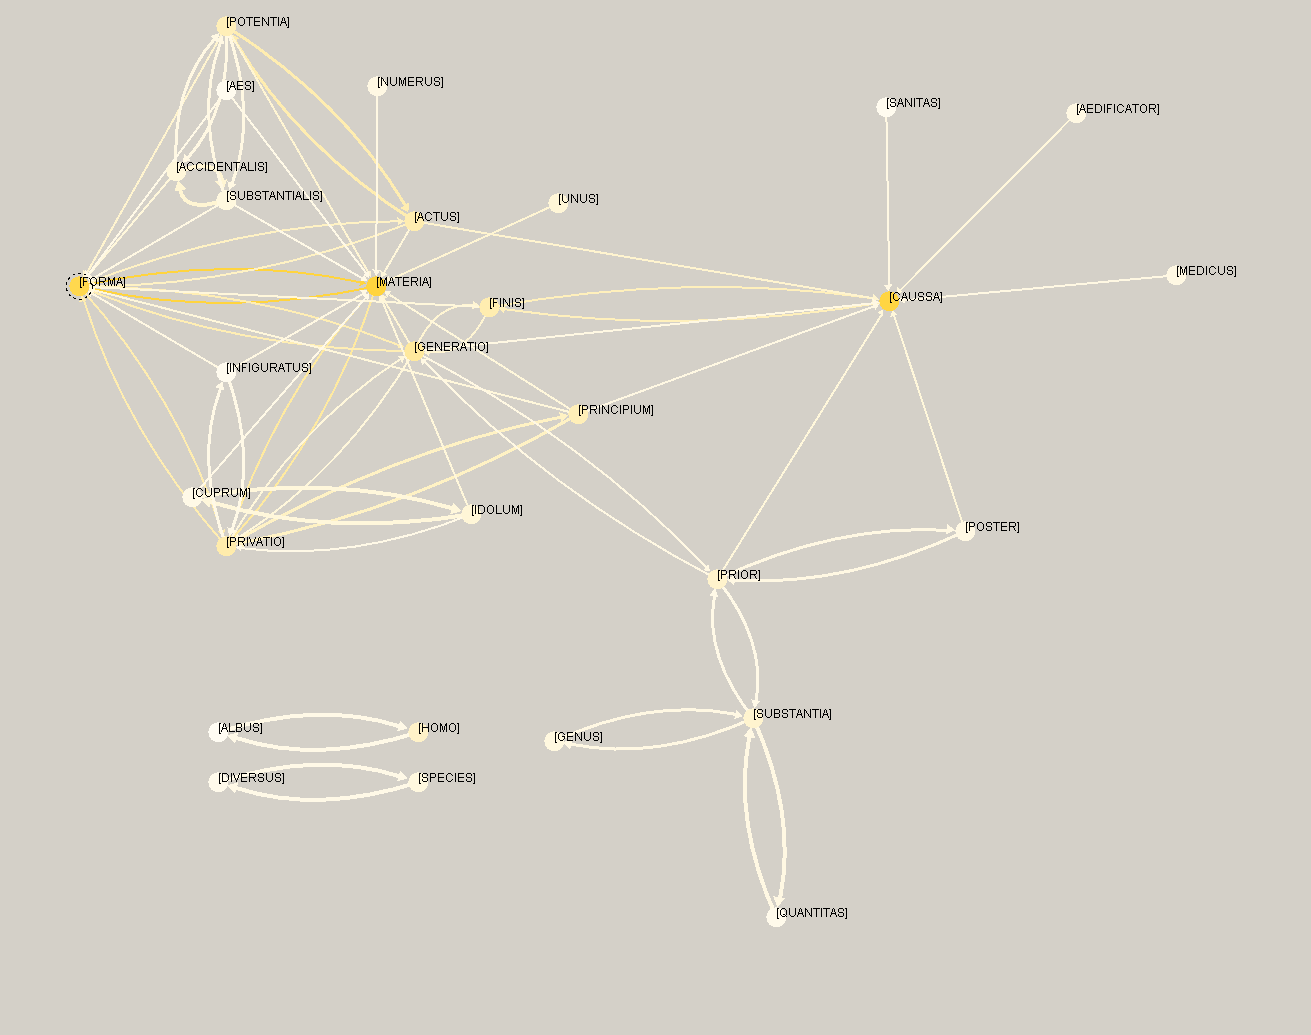 [POTENTIA]
[AES]
[NUMERUS]
[SANITAS]
[AEDIFICATOR]
[ACCIDENTALIS]
[SUBSTANTIALIS]
[UNUS]
[ACTUS]
[MEDICUS]
[FORMA]
[MATERIA]
[CAUSSA]
[FINIS]
[GENERATIO]
[INFIGURATUS]
[PRINCIPIUM]
[CUPRUM]
[IDOLUM]
[POSTER]
[PRIVATIO]
[PRIOR]
[SUBSTANTIA]
[ALBUS]
[HOMO]
[GENUS]
[DIVERSUS]
[SPECIES]
[QUANTITAS]